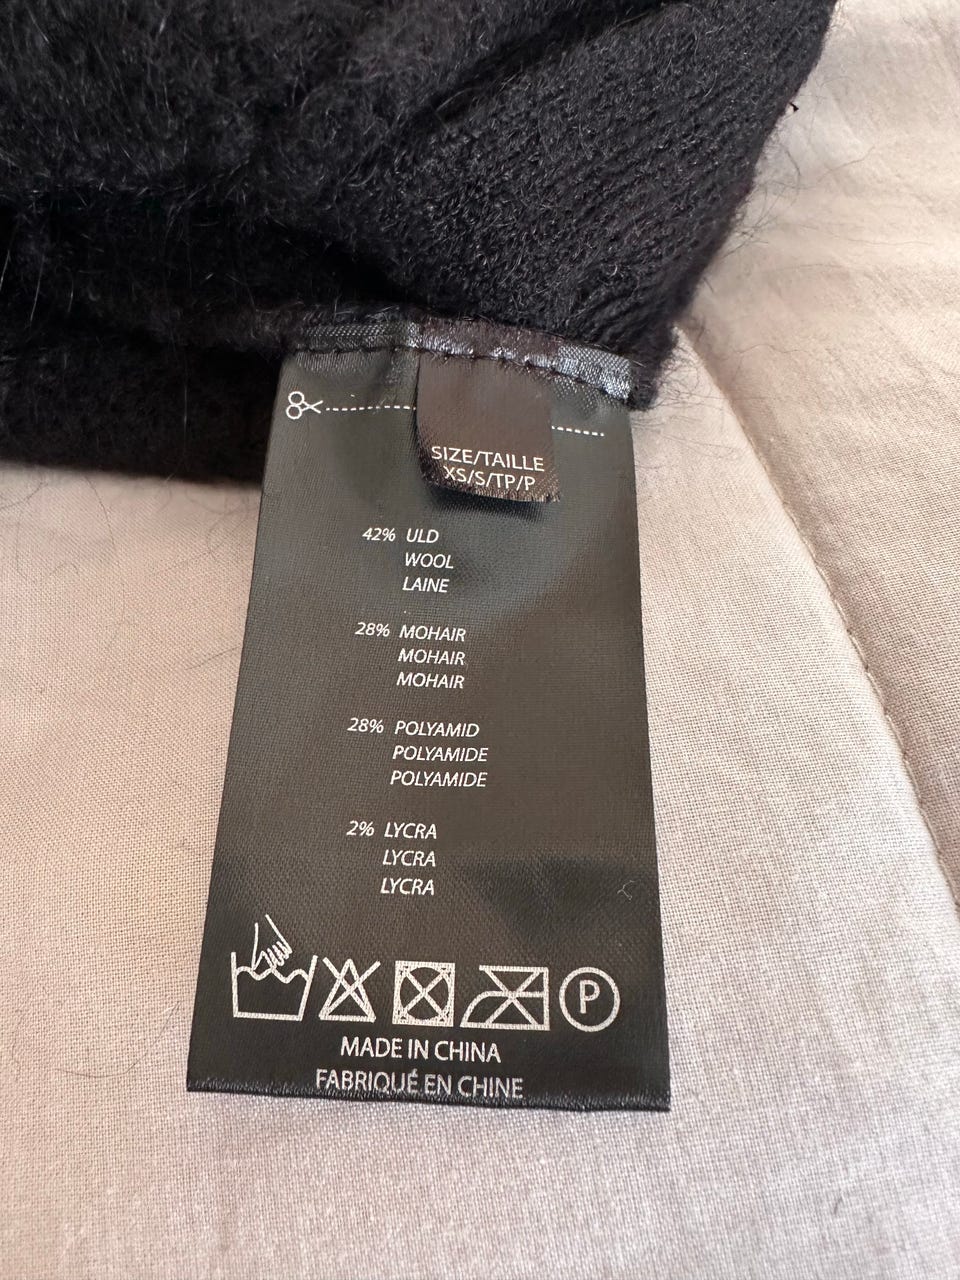 SIZE/TAILLE
XS/S/TP/P
42% ULD
WOOL
LAINE
28% MOHAIR
MOHAIR
MOHAIR
28% POLYAMID
POLYAMIDE
POLYAMIDE
2% LYCRA
LYCRA
LYCRA
P
MADE IN CHINA
FABRIQUÉ EN CHINE